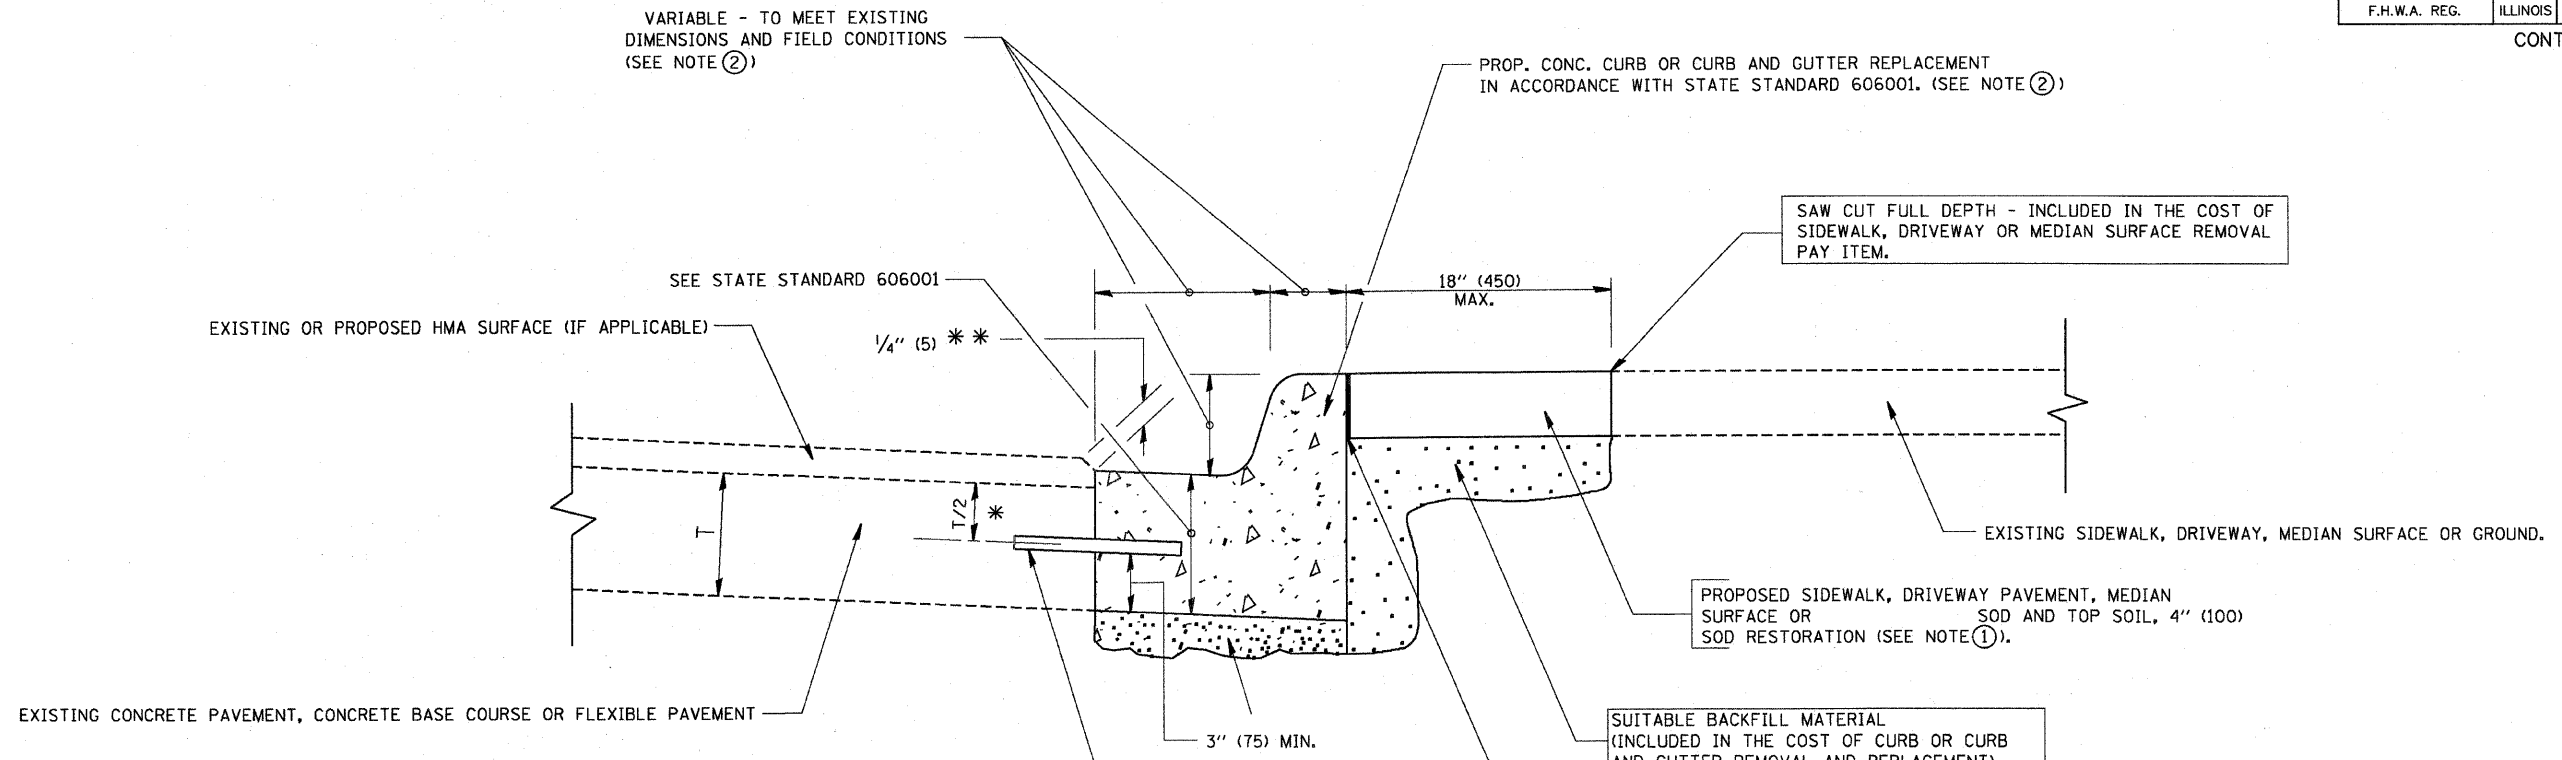 F.H.W.A. REG.
ILLINOIS
CONT
VARIABLE - TO MEET EXISTING
DIMENSIONS AND FIELD CONDITIONS
(SEE NOTE 2)
PROP. CONC. CURB OR CURB AND GUTTER REPLACEMENT
IN ACCORDANCE WITH STATE STANDARD 606001. (SEE NOTE 2)
SAW CUT FULL DEPTH - INCLUDED IN THE COST OF
SIDEWALK, DRIVEWAY OR MEDIAN SURFACE REMOVAL
PAY ITEM.
SEE STATE STANDARD 606001
18" (450)
MAX.
EXISTING OR PROPOSED HMA SURFACE (IF APPLICABLE)
1/4" (5) * *
T
T/2 *
EXISTING SIDEWALK, DRIVEWAY, MEDIAN SURFACE OR GROUND.
PROPOSED SIDEWALK, DRIVEWAY PAVEMENT, MEDIAN
SURFACE OR SOD AND TOP SOIL, 4" (100)
SOD RESTORATION (SEE NOTE 1).
EXISTING CONCRETE PAVEMENT, CONCRETE BASE COURSE OR FLEXIBLE PAVEMENT
3" (75) MIN.
SUITABLE BACKFILL MATERIAL
(INCLUDED IN THE COST OF CURB OR CURB
AND GUTTER REMOVAL AND REPLACEMENT)